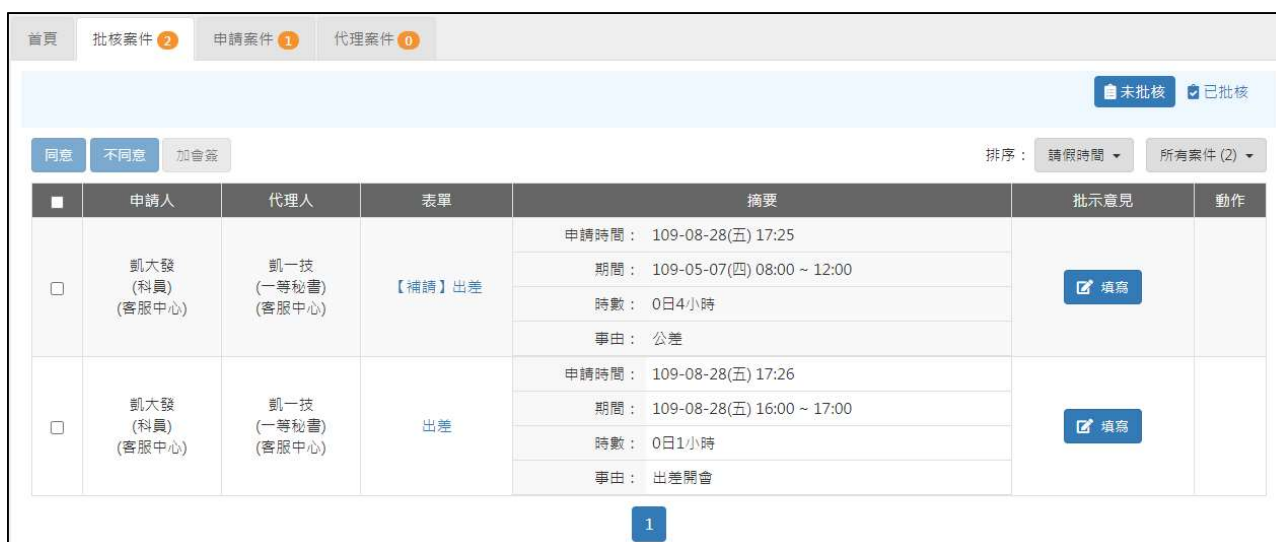 首頁 批核案件 2 申請案件 1 代理案件 0
未批核 已批核
同意 不同意 加會簽 排序： 請假時間 所有案件 (2)
申請人 代理人 表單 摘要 批示意見 動作
凱大發
(科員)
(客服中心)
凱一技
(一等秘書)
(客服中心)
【補請】出差
申請時間： 109-08-28(五) 17:25
期間： 109-05-07(四) 08:00 ~ 12:00
時數： 0日4小時
事由： 公差
填寫
凱大發
(科員)
(客服中心)
凱一技
(一等秘書)
(客服中心)
出差
申請時間： 109-08-28(五) 17:26
期間： 109-08-28(五) 16:00 ~ 17:00
時數： 0日1小時
事由： 出差開會
填寫
1